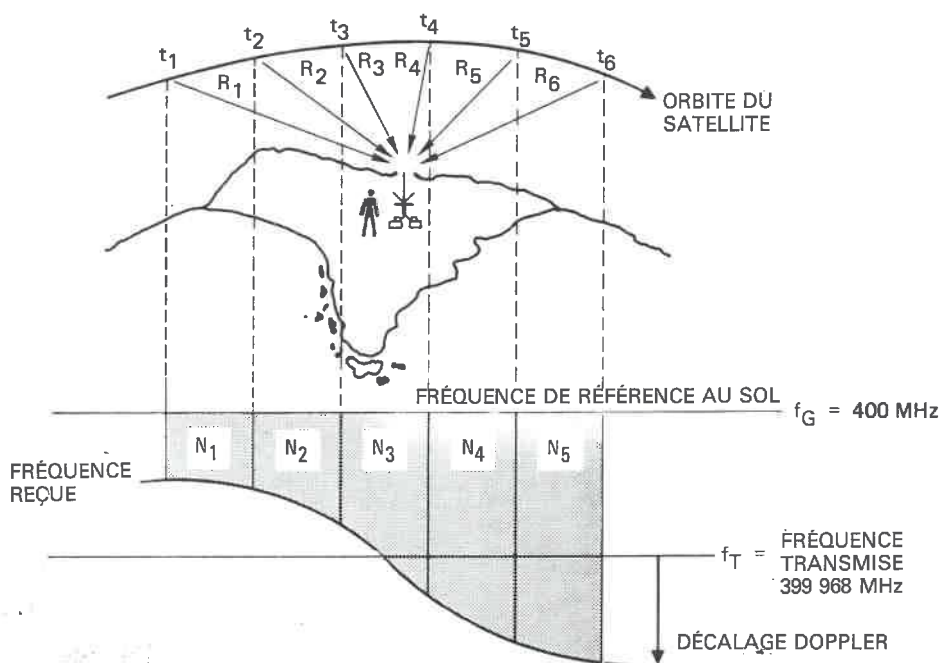 t1 t2 t3 t4 t5 t6
R1 R2 R3 R4 R5 R6
ORBITE DU
SATELLITE
FRÉQUENCE DE RÉFÉRENCE AU SOL
fG = 400 MHz
N1 N2 N3 N4 N5
FRÉQUENCE
REÇUE
fT = FRÉQUENCE
TRANSMISE
399 968 MHz
DÉCALAGE DOPPLER